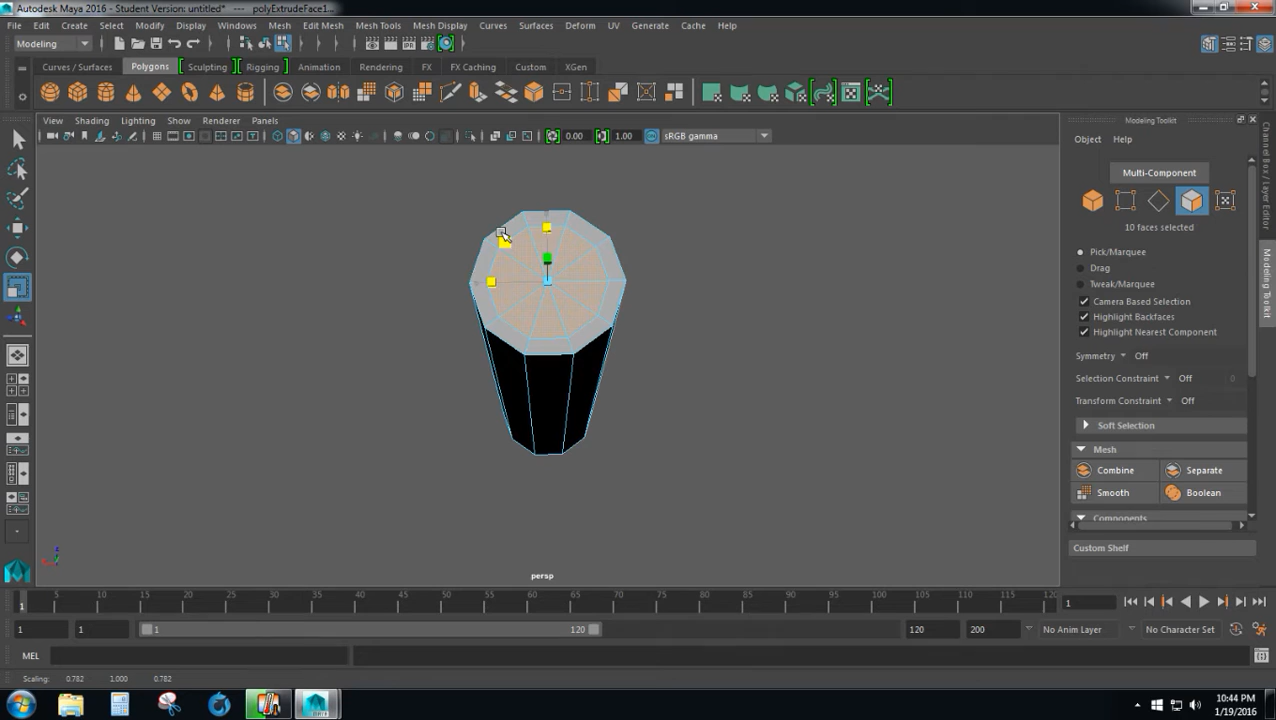 Autodesk Maya 2016 - Student Version: untitled* --- polyExtrudeFace1...
File Edit Create Select Modify Display Windows Mesh Edit Mesh Mesh Tools Mesh Display Curves Surfaces Deform UV Generate Cache Help
Modeling
Curves / Surfaces Polygons Sculpting Rigging Animation Rendering FX FX Caching Custom XGen
View Shading Lighting Show Renderer Panels
0.00 1.00 sRGB gamma
Modeling Toolkit
Object Help
Multi-Component
10 faces selected
Pick/Marquee
Drag
Tweak/Marquee
Camera Based Selection
Highlight Backfaces
Highlight Nearest Component
Symmetry Off
Selection Constraint Off 0
Transform Constraint Off
Soft Selection
Mesh
Combine Separate
Smooth Boolean
Components
Custom Shelf
Channel Box / Layer Editor
Modeling Toolkit
persp
1 5 10 15 20 25 30 35 40 45 50 55 60 65 70 75 80 85 90 95 100 105 110 115 120
1
1 1 1 120 120 200 No Anim Layer No Character Set
MEL
Scaling: 0.782 1.000 0.782
10:44 PM
1/19/2016